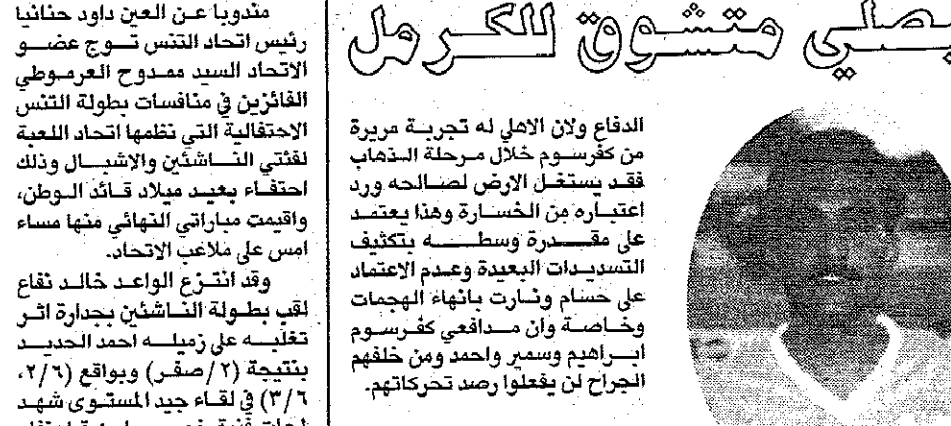 بصلي متشوق للكرمل
الدفاع ولان الاهلي له تجربة مريرة
من كفرسوم خلال مرحلة الذهاب
فقد يستغل الارض لصالحه ورد
اعتباره من الخسارة وهذا يعتمد
على مقدرة وسطه بتكثيف
التسديدات البعيدة وعدم الاعتماد
على حسام ونارت بانهاء الهجمات
وخاصة وان مدافعي كفرسوم
ابراهيم وسمير واحمد ومن خلفهم
الجراح لن يغفلوا رصد تحركاتهم.
مندوبا عن العين داود حنانيا
رئيس اتحاد التنس توج عضو
الاتحاد السيد ممدوح العرموطي
الفائزين في منافسات بطولة التنس
الاحتفالية التي نظمها اتحاد اللعبة
لفئتي الناشئين والاشبال وذلك
احتفاء بعيد ميلاد قائد الوطن،
واقيمت مباراتي النهائي منها مساء
امس على ملاعب الاتحاد.
وقد انتزع الواعد خالد نفاع
لقب بطولة الناشئين بجدارة اثر
تغلبه على زميله احمد الحديد
بنتيجة (٢/صفر) وبواقع (٢/٦،
٣/٦) في لقاء جيد المستوى شهد